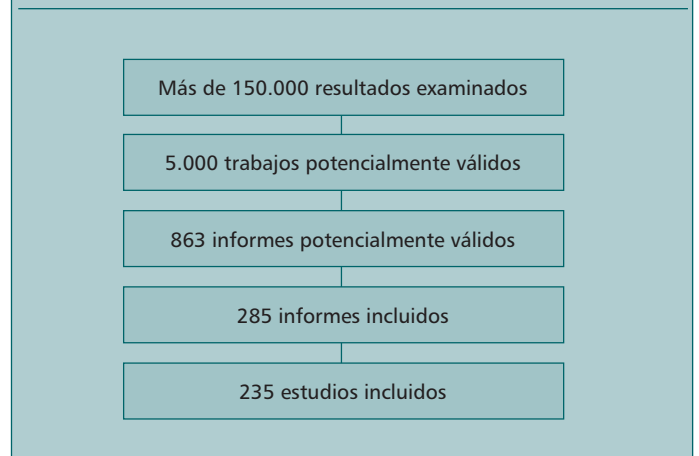 Más de 150.000 resultados examinados
5.000 trabajos potencialmente válidos
863 informes potencialmente válidos
285 informes incluidos
235 estudios incluidos